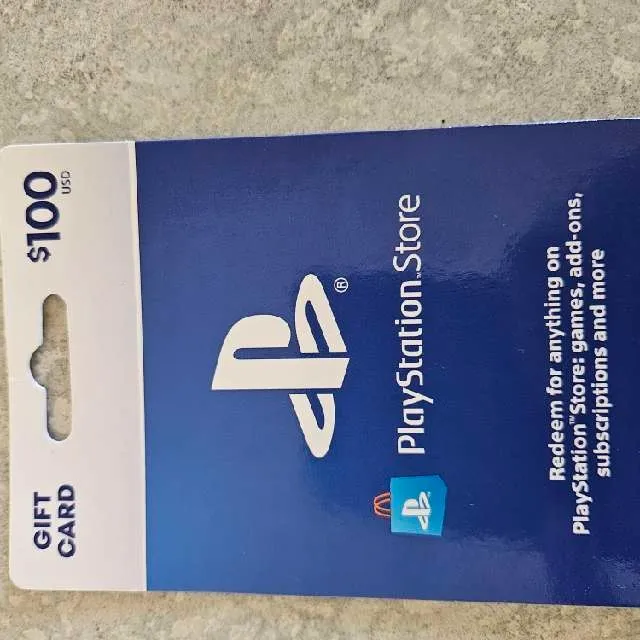 GIFT
CARD
$100
USD
®
PlayStation.Store
Redeem for anything on
PlayStation™Store: games, add-ons,
subscriptions and more